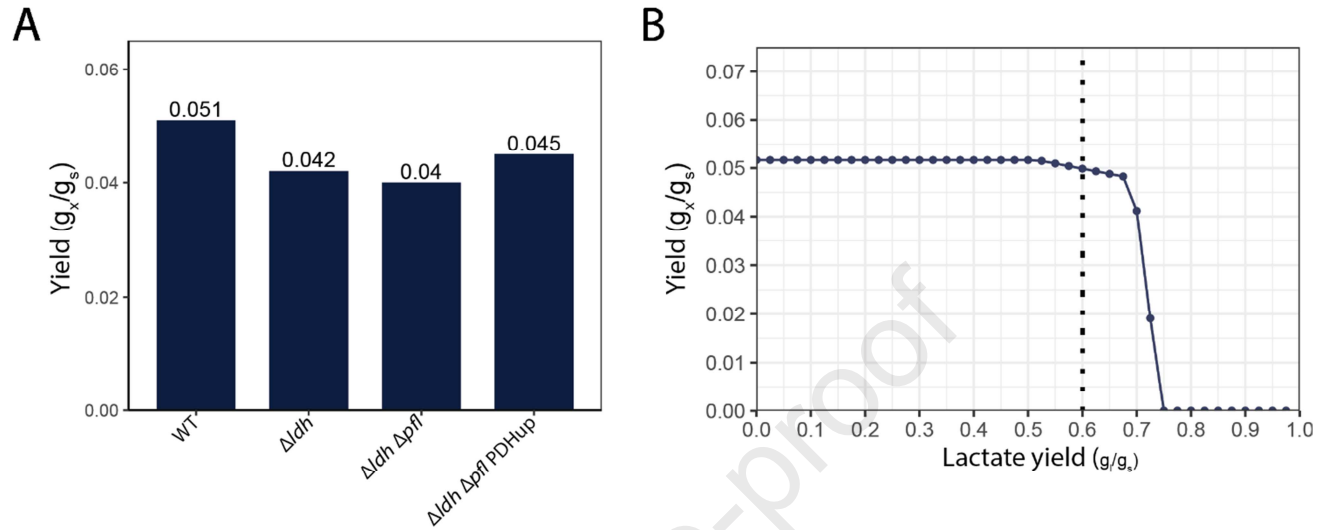 A
Yield (gx/gs)
0.06
0.04
0.02
0.00
0.051
0.042
0.04
0.045
WT
Δldh
Δldh Δpfl
Δldh Δpfl PDHup
B
Yield (gx/gs)
0.07
0.06
0.05
0.04
0.03
0.02
0.01
0.00
0.0 0.1 0.2 0.3 0.4 0.5 0.6 0.7 0.8 0.9 1.0
Lactate yield (gl/gs)
-proof